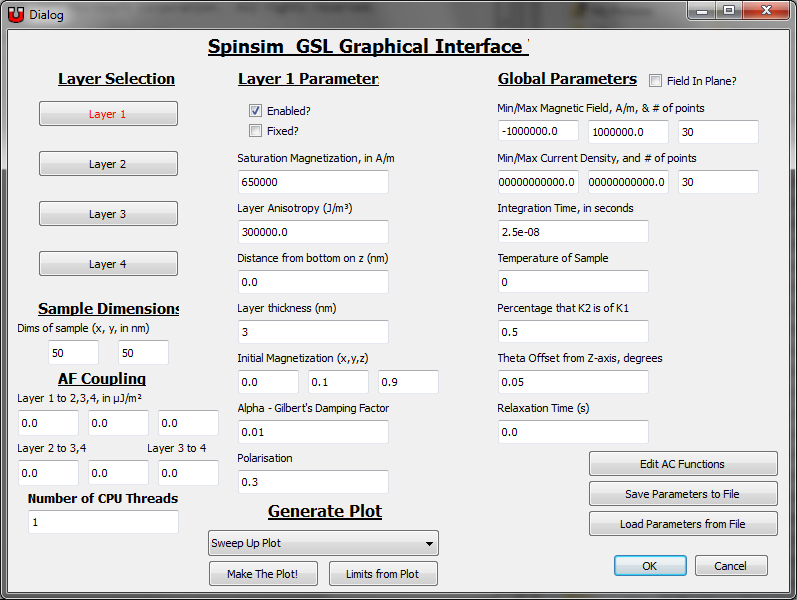 Dialog
Spinsim GSL Graphical Interface
Layer Selection
Layer 1
Layer 2
Layer 3
Layer 4
Sample Dimensions
Dims of sample (x, y, in nm)
50 50
AF Coupling
Layer 1 to 2,3,4, in µJ/m²
0.0 0.0 0.0
Layer 2 to 3,4 Layer 3 to 4
0.0 0.0 0.0
Number of CPU Threads
1
Layer 1 Parameter
Enabled?
Fixed?
Saturation Magnetization, in A/m
650000
Layer Anisotropy (J/m³)
300000.0
Distance from bottom on z (nm)
0.0
Layer thickness (nm)
3
Initial Magnetization (x,y,z)
0.0 0.1 0.9
Alpha - Gilbert's Damping Factor
0.01
Polarisation
0.3
Generate Plot
Sweep Up Plot
Make The Plot! Limits from Plot
Global Parameters Field In Plane?
Min/Max Magnetic Field, A/m, & # of points
-1000000.0 1000000.0 30
Min/Max Current Density, and # of points
00000000000.0 00000000000.0 30
Integration Time, in seconds
2.5e-08
Temperature of Sample
0
Percentage that K2 is of K1
0.5
Theta Offset from Z-axis, degrees
0.05
Relaxation Time (s)
0.0
Edit AC Functions
Save Parameters to File
Load Parameters from File
OK Cancel